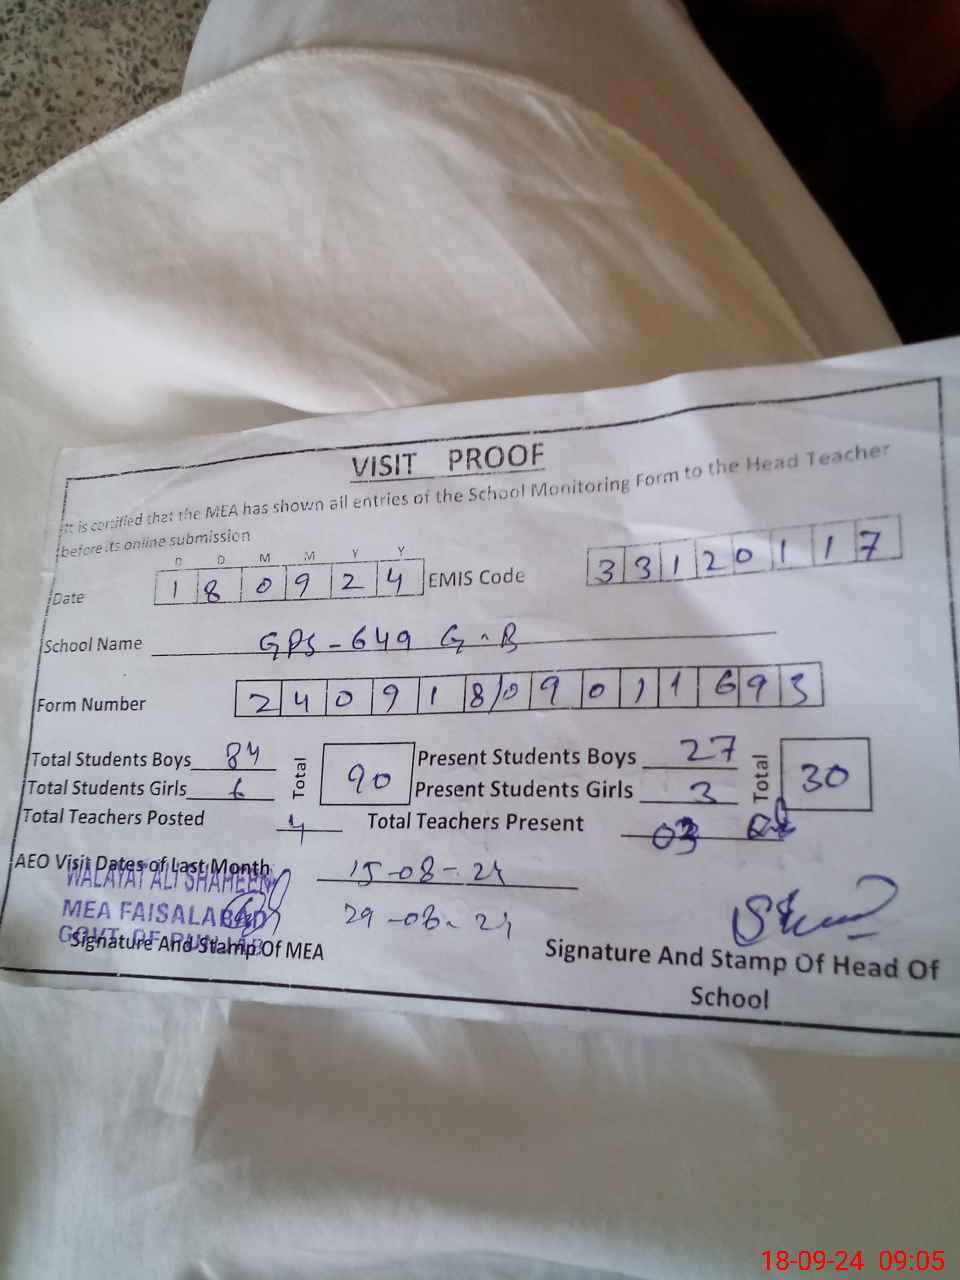 VISIT PROOF
It is certified that the MEA has shown all entries of the School Monitoring Form to the Head Teacher
before its online submission
D D M M Y Y
Date 1 8 0 9 2 4 EMIS Code 3 3 1 2 0 1 1 7
School Name GPS-649 G.B
Form Number 2 4 0 9 1 8 0 9 0 1 1 6 9 3
Total Students Boys 84 Total 90 Present Students Boys 27 Total 30
Total Students Girls 6 Present Students Girls 3
Total Teachers Posted 4 Total Teachers Present 03
AEO Visit Dates of Last Month 15-08-24
WALAYAT ALI SHAHEEN
MEA FAISALABAD 29-08-24
GOVT. OF PUNJAB
Signature And Stamp Of MEA Signature And Stamp Of Head Of
School
18-09-24 09:05